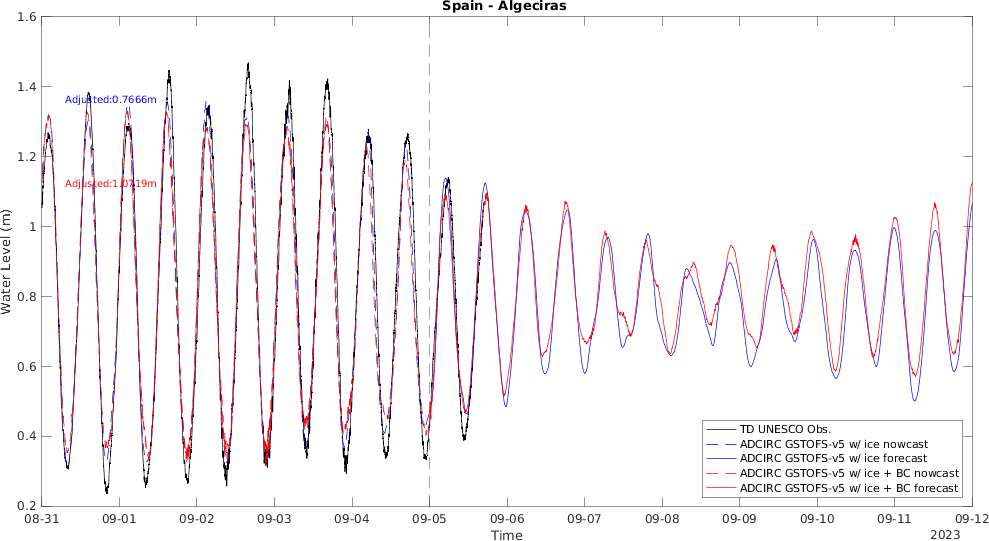 Spain - Algeciras
1.6
1.4
1.2
1
0.8
0.6
0.4
0.2
Water Level (m)
Adjusted:0.7666m
Adjusted:1.0719m
TD UNESCO Obs.
ADCIRC GSTOFS-v5 w/ ice nowcast
ADCIRC GSTOFS-v5 w/ ice forecast
ADCIRC GSTOFS-v5 w/ ice + BC nowcast
ADCIRC GSTOFS-v5 w/ ice + BC forecast
08-31 09-01 09-02 09-03 09-04 09-05 09-06 09-07 09-08 09-09 09-10 09-11 09-12
Time
2023